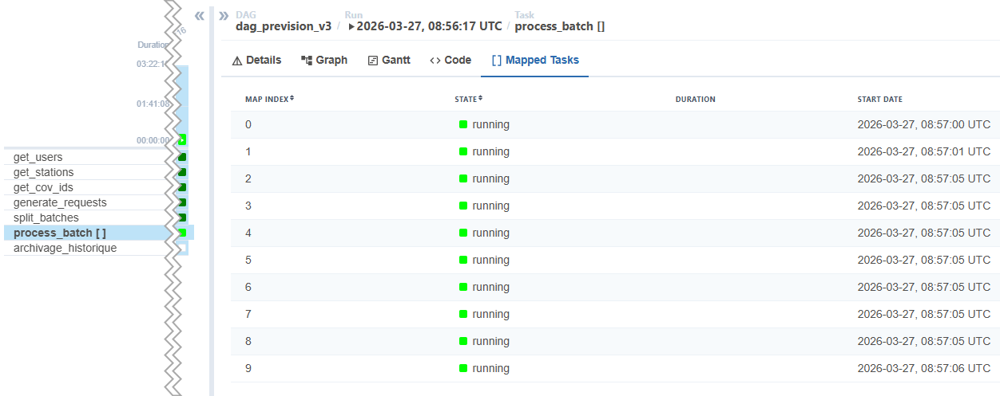 DAG Run Task
dag_prevision_v3 / 2026-03-27, 08:56:17 UTC / process_batch []
Details Graph Gantt Code [] Mapped Tasks
16
Duration
03:22:1
01:41:08
00:00:00
get_users
get_stations
get_cov_ids
generate_requests
split_batches
process_batch [ ]
archivage_historique
MAP INDEX STATE DURATION START DATE
0 running 2026-03-27, 08:57:00 UTC
1 running 2026-03-27, 08:57:01 UTC
2 running 2026-03-27, 08:57:05 UTC
3 running 2026-03-27, 08:57:05 UTC
4 running 2026-03-27, 08:57:05 UTC
5 running 2026-03-27, 08:57:05 UTC
6 running 2026-03-27, 08:57:05 UTC
7 running 2026-03-27, 08:57:05 UTC
8 running 2026-03-27, 08:57:05 UTC
9 running 2026-03-27, 08:57:06 UTC